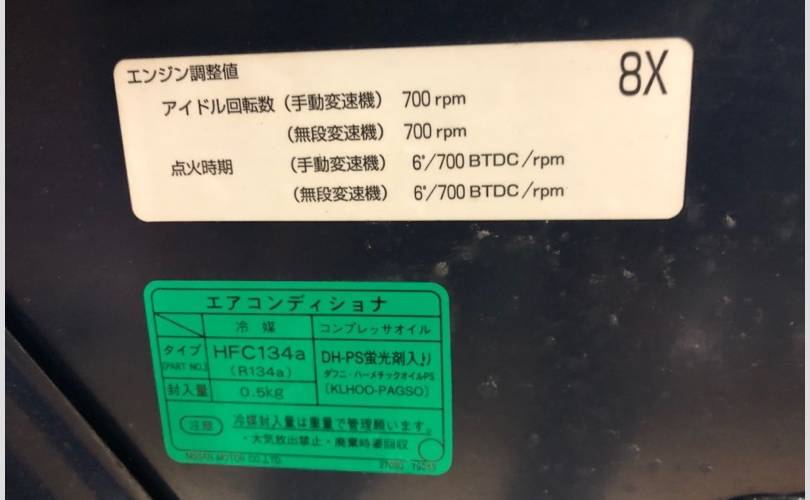 エンジン調整値
8X
アイドル回転数 (手動変速機) 700 rpm
(無段変速機) 700 rpm
点火時期 (手動変速機) 6°/700 BTDC/rpm
(無段変速機) 6°/700 BTDC/rpm
エアコンディショナ
冷媒 コンプレッサオイル
タイプ HFC134a DH-PS蛍光剤入り
(PART NO.) (R134a) ダフニ・ハーメチックオイルPS
封入量 0.5kg (KLHOO-PAGSO)
注意 冷媒封入量は重量で管理願います。
・大気放出禁止・廃棄時要回収
NISSAN MOTOR CO.,LTD.